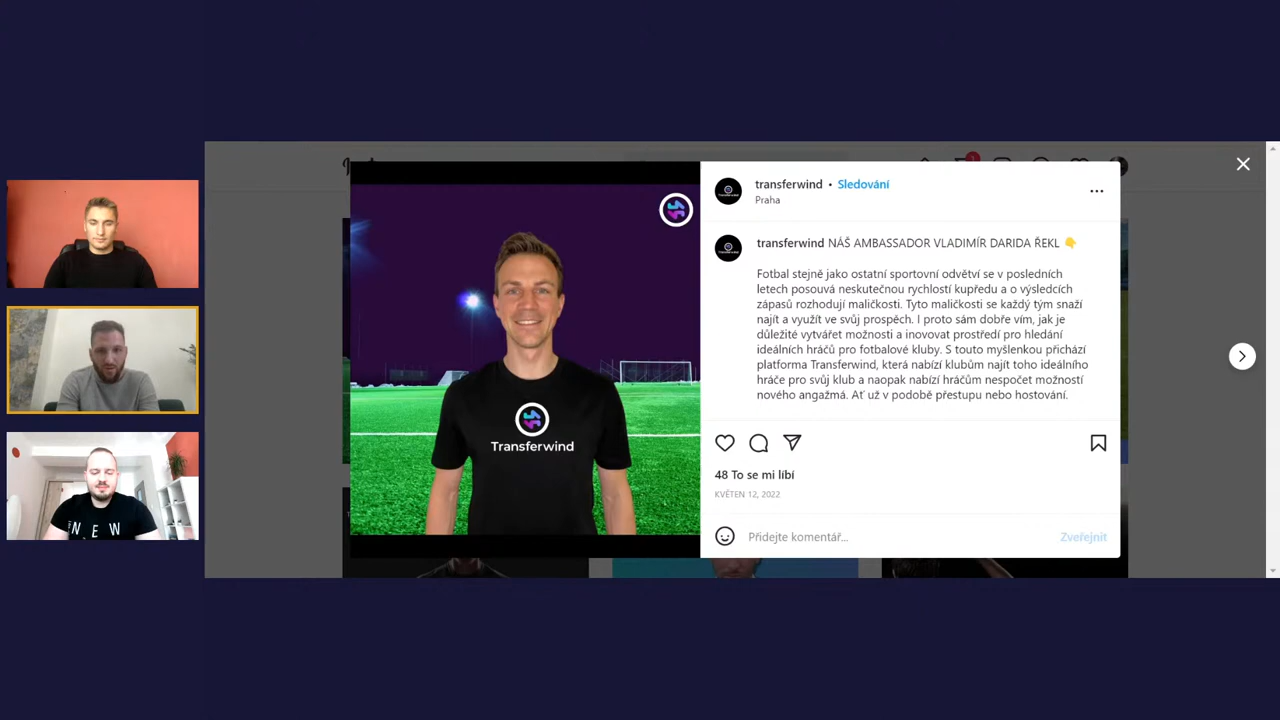 transferwind • Sledování
Praha
transferwind NÁŠ AMBASSADOR VLADIMÍR DARIDA ŘEKL 👇
Fotbal stejně jako ostatní sportovní odvětví se v posledních
letech posouvá neskutečnou rychlostí kupředu a o výsledcích
zápasů rozhodují maličkosti. Tyto maličkosti se každý tým snaží
najít a využít ve svůj prospěch. I proto sám dobře vím, jak je
důležité vytvářet možnosti a inovovat prostředí pro hledání
ideálních hráčů pro fotbalové kluby. S touto myšlenkou přichází
platforma Transferwind, která nabízí klubům najít toho ideálního
hráče pro svůj klub a naopak nabízí hráčům nespočet možností
nového angažmá. Ať už v podobě přestupu nebo hostování.
48 To se mi líbí
KVĚTEN 12, 2022
Přidejte komentář...
Zveřejnit
Transferwind
NEW